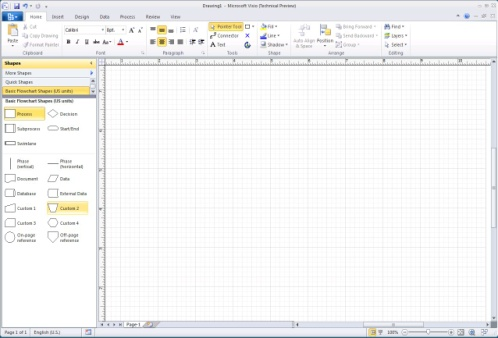 Drawing1 - Microsoft Visio (Technical Preview)
Home Insert Design Data Process Review View
Paste
Cut
Copy Drawing
Format Painter
Clipboard
Calibri 8pt.
B I U abc Aa A
Font
Paragraph
Pointer Tool
Connector
A Text
Tools
Fill
Line
Shadow
Shape
Auto Align & Space
Position
Bring Forward
Send Backward
Group
Arrange
Find
Layers
Select
Editing
Shapes
More Shapes
Quick Shapes
Basic Flowchart Shapes (US units)
Basic Flowchart Shapes (US units)
Process Decision
Subprocess Start/End
Swimlane
Phase (vertical) Phase (horizontal)
Document Data
Database External Data
Custom 1 Custom 2
Custom 3 Custom 4
On-page reference Off-page reference
Page-1
Page 1 of 1 English (U.S.)
100%